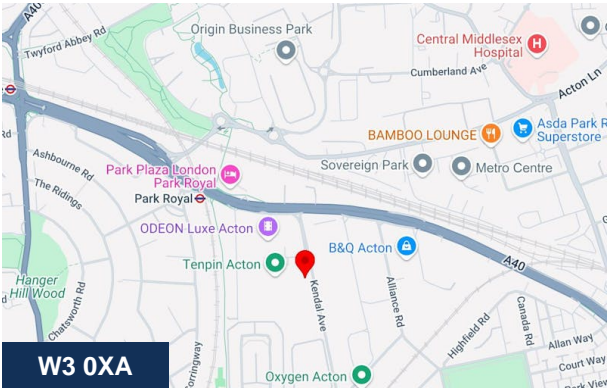 A40
Twyford Abbey Rd
Origin Business Park
Central Middlesex
Hospital
Cumberland Ave
Acton Ln
BAMBOO LOUNGE
Asda Park R
Superstore
Rd
Ashbourne Rd
The Ridings
Park Plaza London
Park Royal
Sovereign Park
Metro Centre
Park Royal
ODEON Luxe Acton
B&Q Acton
A40
Tenpin Acton
Kendal Ave
Alliance Rd
Hanger
Hill Wood
Chatsworth Rd
Highfield Rd
Canada Rd
Allan Way
Court Way
Oxygen Acton
W3 0XA